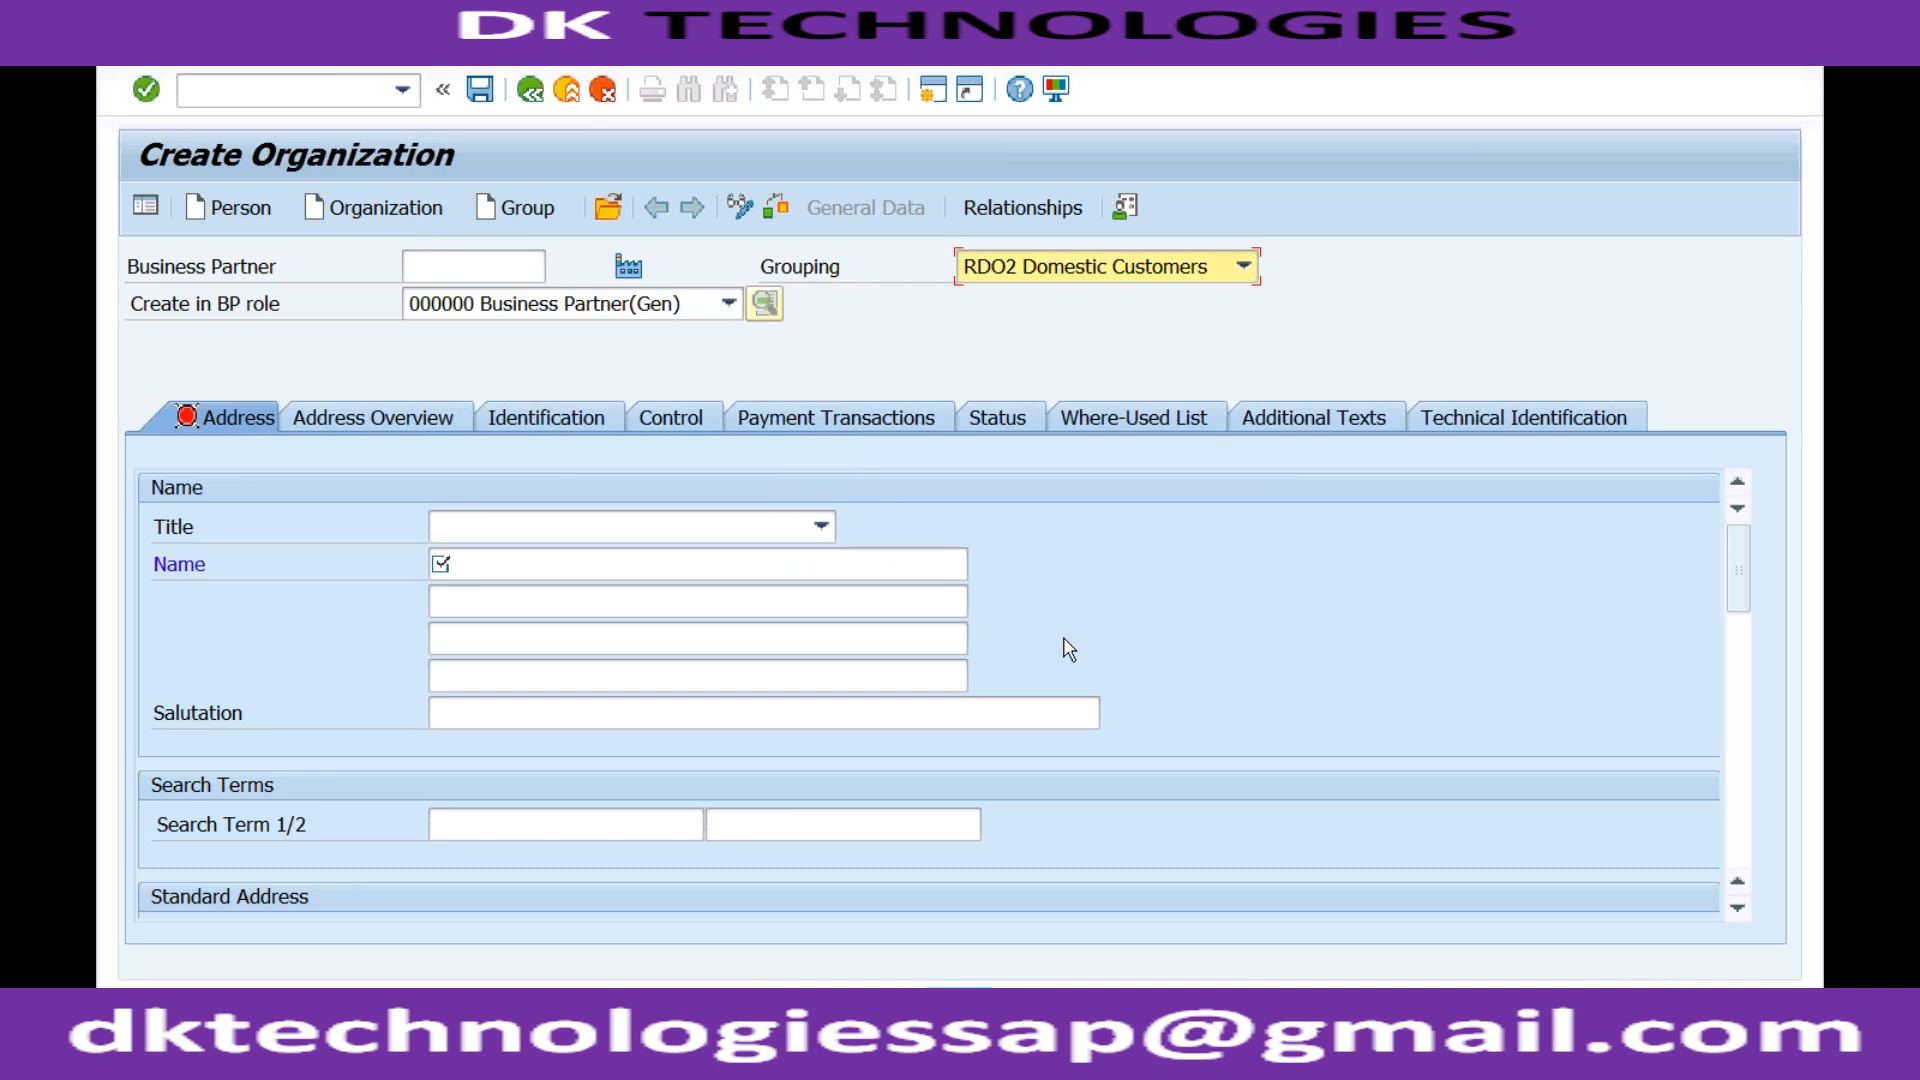 DK TECHNOLOGIES
Create Organization
Person Organization Group General Data Relationships
Business Partner Grouping RDO2 Domestic Customers
Create in BP role 000000 Business Partner(Gen)
Address Address Overview Identification Control Payment Transactions Status Where-Used List Additional Texts Technical Identification
Name
Title
Name
Salutation
Search Terms
Search Term 1/2
Standard Address
dktechnologiessap@gmail.com